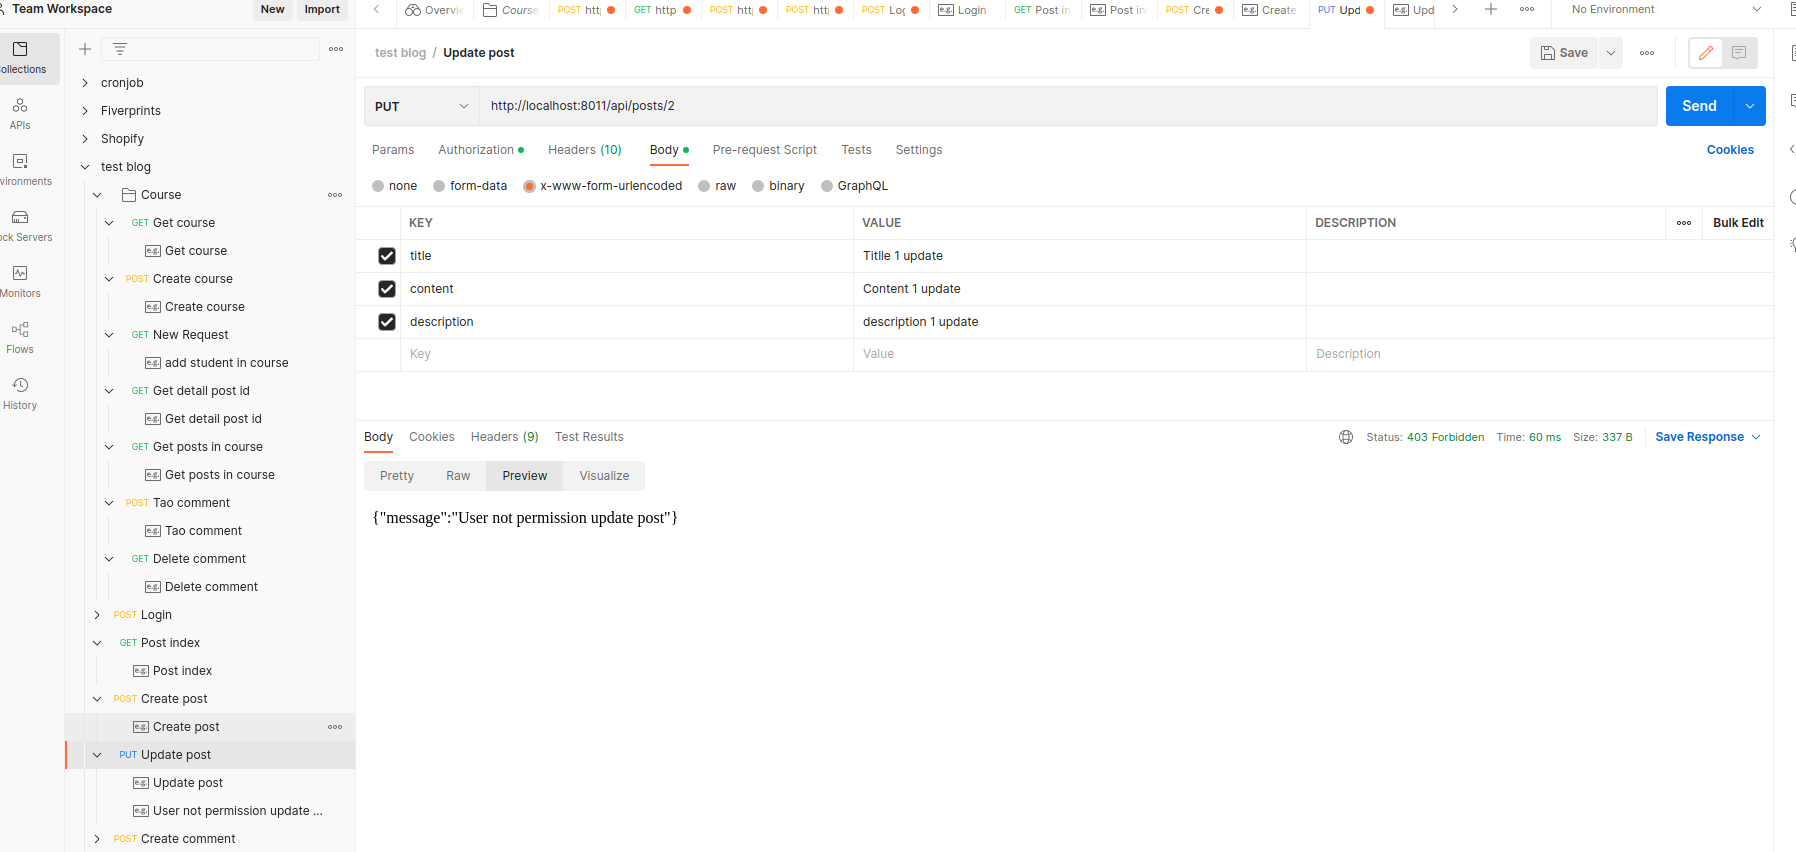 Team Workspace
New
Import
Overvie
Course
POST htt
GET http
POST htt
POST htt
POST Log
Login
GET Post in
Post in
POST Cre
Create
PUT Upd
Upd
No Environment
ollections
APIs
vironments
ock Servers
Monitors
Flows
History
cronjob
Fiverprints
Shopify
test blog
Course
GET Get course
e.g. Get course
POST Create course
e.g. Create course
GET New Request
e.g. add student in course
GET Get detail post id
e.g. Get detail post id
GET Get posts in course
e.g. Get posts in course
POST Tao comment
e.g. Tao comment
GET Delete comment
e.g. Delete comment
POST Login
GET Post index
e.g. Post index
POST Create post
e.g. Create post
PUT Update post
e.g. Update post
e.g. User not permission update ...
POST Create comment
test blog / Update post
Save
PUT
http://localhost:8011/api/posts/2
Send
Params
Authorization
Headers (10)
Body
Pre-request Script
Tests
Settings
Cookies
none
form-data
x-www-form-urlencoded
raw
binary
GraphQL
KEY
VALUE
DESCRIPTION
Bulk Edit
title
Titlle 1 update
content
Content 1 update
description
description 1 update
Key
Value
Description
Body
Cookies
Headers (9)
Test Results
Status: 403 Forbidden
Time: 60 ms
Size: 337 B
Save Response
Pretty
Raw
Preview
Visualize
{"message":"User not permission update post"}